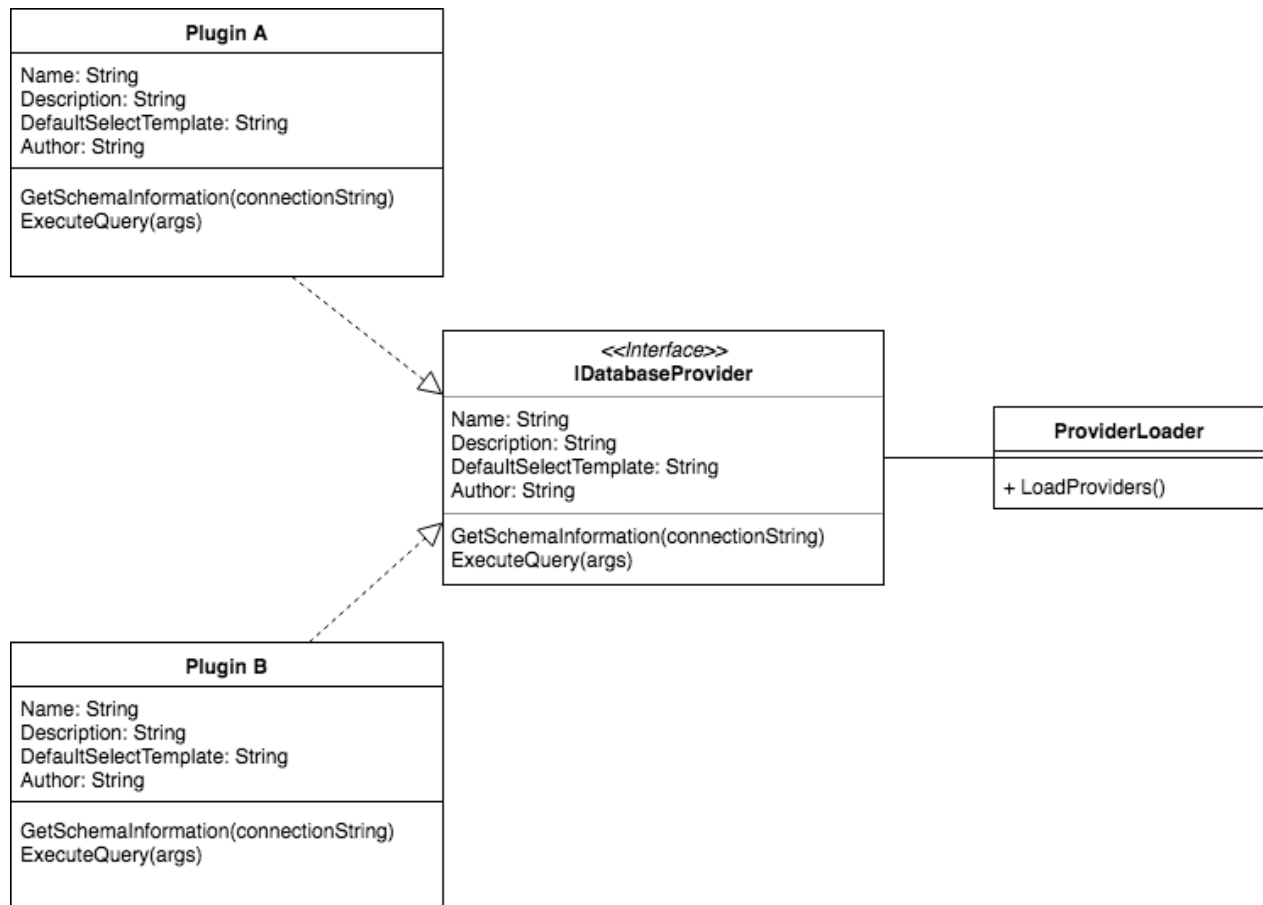 Plugin A
Name: String
Description: String
DefaultSelectTemplate: String
Author: String
GetSchemaInformation(connectionString)
ExecuteQuery(args)
<<Interface>>
IDatabaseProvider
Name: String
Description: String
DefaultSelectTemplate: String
Author: String
GetSchemaInformation(connectionString)
ExecuteQuery(args)
ProviderLoader
+ LoadProviders()
Plugin B
Name: String
Description: String
DefaultSelectTemplate: String
Author: String
GetSchemaInformation(connectionString)
ExecuteQuery(args)